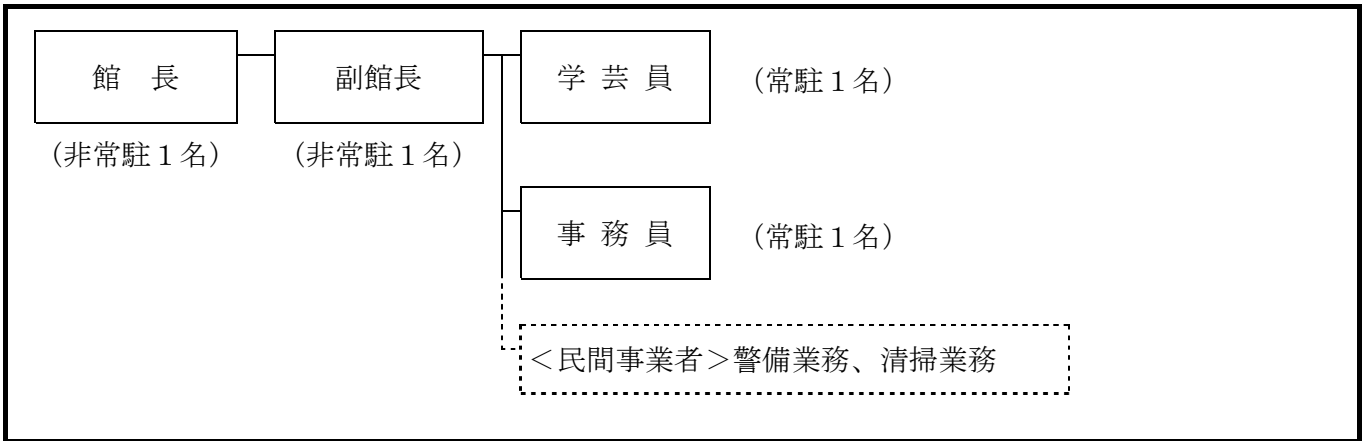 館　長
副館長
学 芸 員
（常駐１名）
（非常駐１名）
（非常駐１名）
事 務 員
（常駐１名）
＜民間事業者＞警備業務、清掃業務